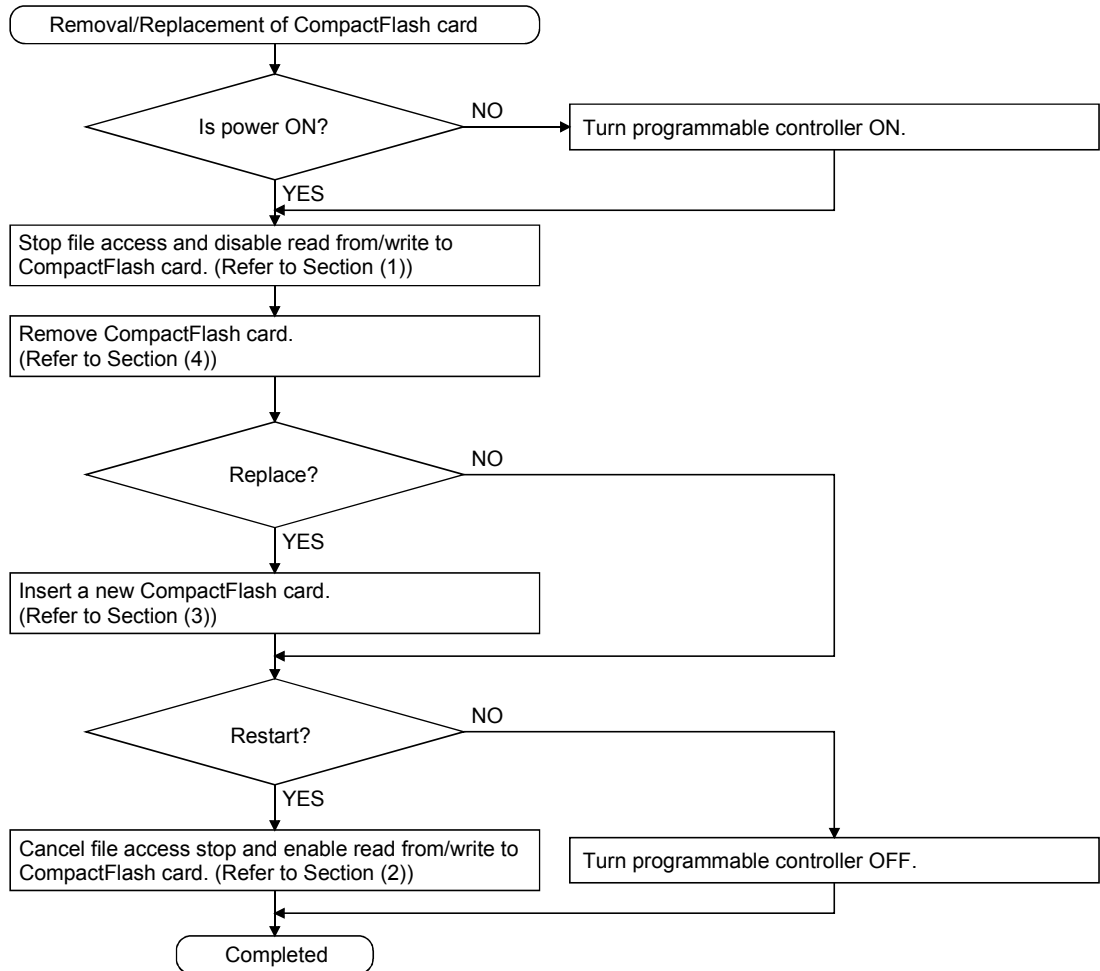 Removal/Replacement of CompactFlash card
Is power ON?
NO
Turn programmable controller ON.
YES
Stop file access and disable read from/write to
CompactFlash card. (Refer to Section (1))
Remove CompactFlash card.
(Refer to Section (4))
Replace?
NO
YES
Insert a new CompactFlash card.
(Refer to Section (3))
Restart?
NO
YES
Cancel file access stop and enable read from/write to
CompactFlash card. (Refer to Section (2))
Turn programmable controller OFF.
Completed